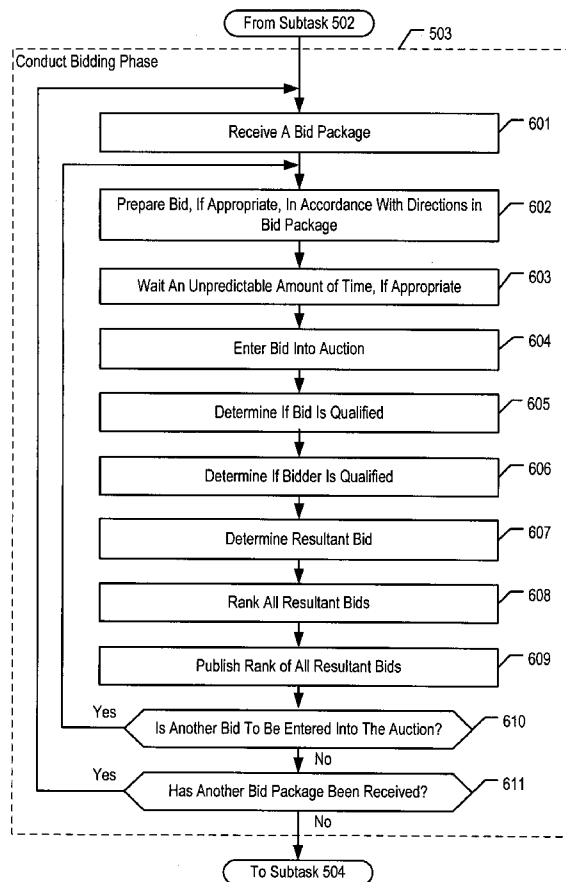 From Subtask 502
503
Conduct Bidding Phase
Receive A Bid Package
601
Prepare Bid, If Appropriate, In Accordance With Directions in
Bid Package
602
Wait An Unpredictable Amount of Time, If Appropriate
603
Enter Bid Into Auction
604
Determine If Bid Is Qualified
605
Determine If Bidder Is Qualified
606
Determine Resultant Bid
607
Rank All Resultant Bids
608
Publish Rank of All Resultant Bids
609
Yes
Is Another Bid To Be Entered Into The Auction?
610
No
Yes
Has Another Bid Package Been Received?
611
No
To Subtask 504